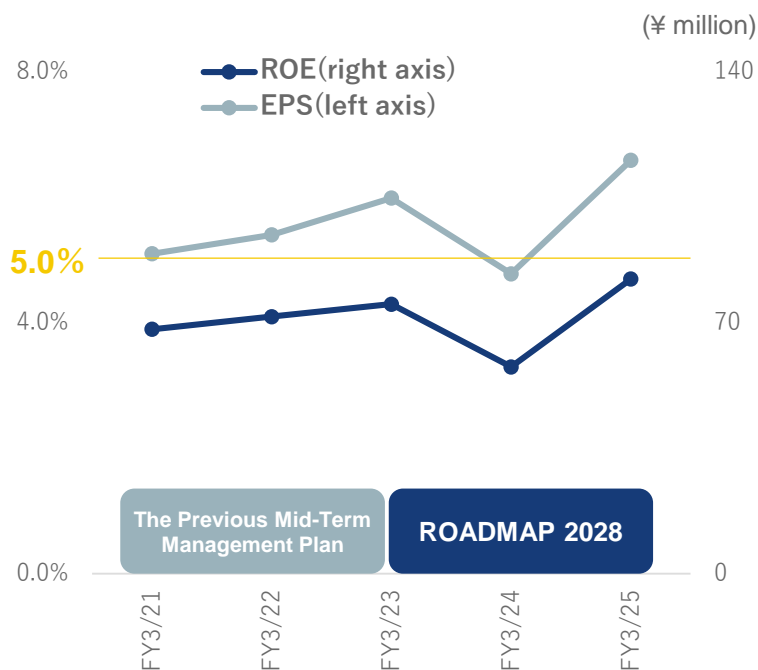 (¥ million)
8.0%
140
ROE(right axis)
EPS(left axis)
5.0%
4.0%
70
The Previous Mid-Term
Management Plan
ROADMAP 2028
0.0%
0
FY3/21
FY3/22
FY3/23
FY3/24
FY3/25